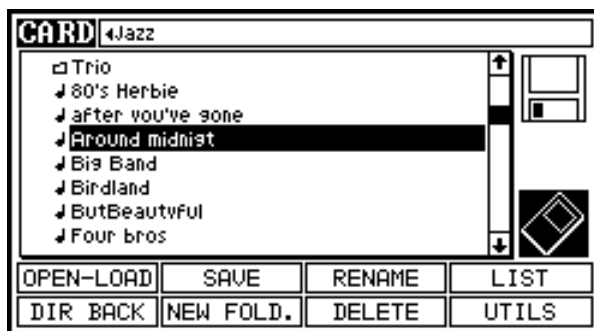 CARD Jazz
Trio
80's Herbie
after you've gone
Around midnigt
Big Band
Birdland
ButBeautyful
Four bros
OPEN-LOAD SAVE RENAME LIST
DIR BACK NEW FOLD. DELETE UTILS